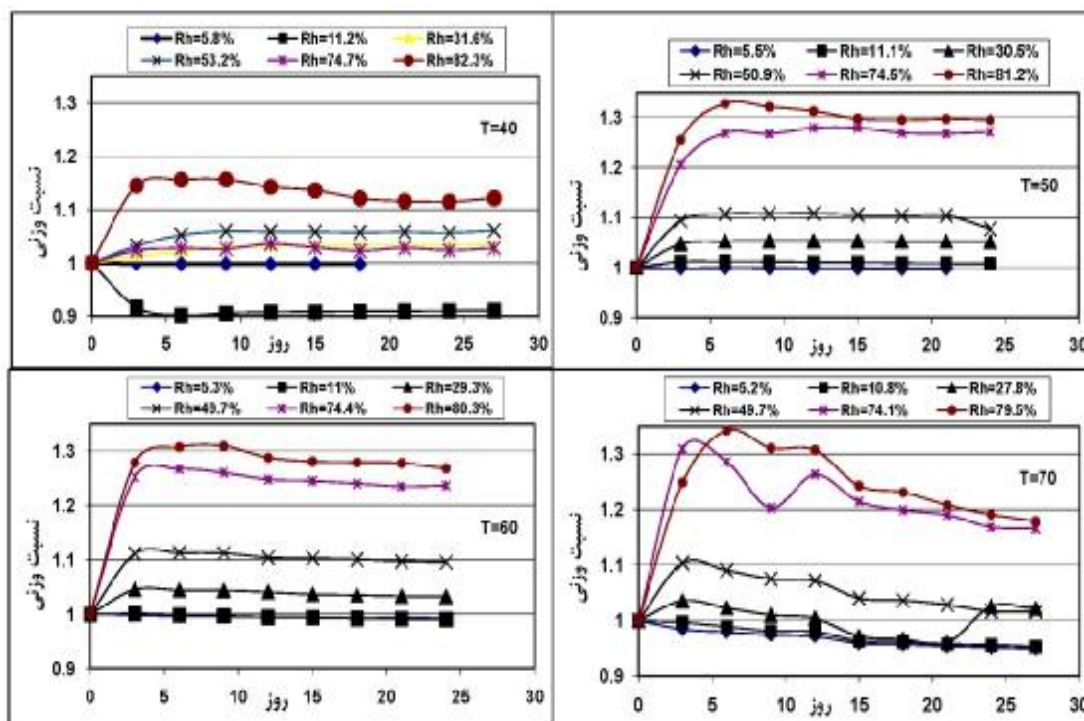 Rh=5.8% Rh=11.2% Rh=31.6%
Rh=53.2% Rh=74.7% Rh=82.3%
1.3
1.2
1.1
1
0.9
T=40
نسبت وزنی
0 5 10 15 20 25 30
روز
Rh=5.5% Rh=11.1% Rh=30.5%
Rh=50.9% Rh=74.5% Rh=81.2%
1.3
1.2
1.1
1
0.9
T=50
نسبت وزنی
0 5 10 15 20 25 30
روز
Rh=5.3% Rh=11% Rh=29.3%
Rh=49.7% Rh=74.4% Rh=80.3%
1.3
1.2
1.1
1
0.9
T=60
نسبت وزنی
0 5 10 15 20 25 30
روز
Rh=5.2% Rh=10.8% Rh=27.8%
Rh=49.7% Rh=74.1% Rh=79.5%
1.3
1.2
1.1
1
0.9
T=70
نسبت وزنی
0 5 10 15 20 25 30
روز